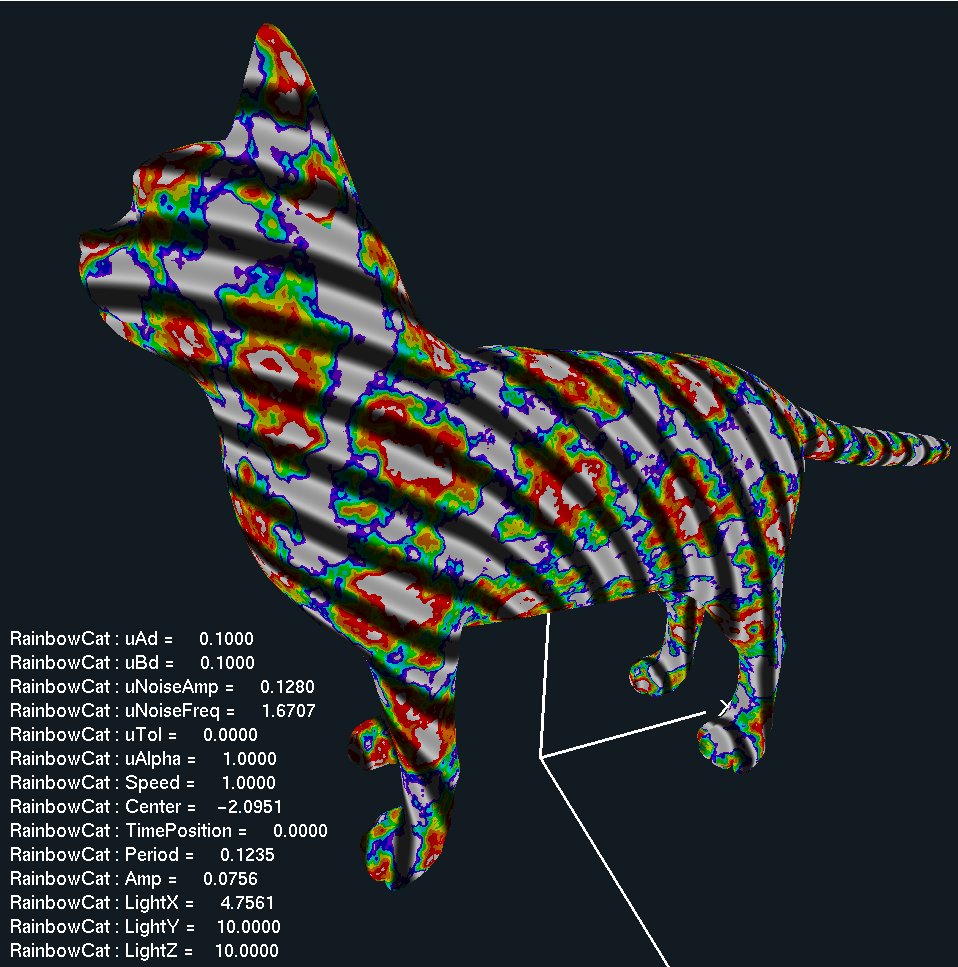 RainbowCat : uAd = 0.1000
RainbowCat : uBd = 0.1000
RainbowCat : uNoiseAmp = 0.1280
RainbowCat : uNoiseFreq = 1.6707
X
RainbowCat : uTol = 0.0000
RainbowCat : uAlpha = 1.0000
RainbowCat : Speed = 1.0000
RainbowCat : Center = −2.0951
RainbowCat : TimePosition = 0.0000
RainbowCat : Period = 0.1235
RainbowCat : Amp = 0.0756
RainbowCat : LightX = 4.7561
RainbowCat : LightY = 10.0000
RainbowCat : LightZ = 10.0000